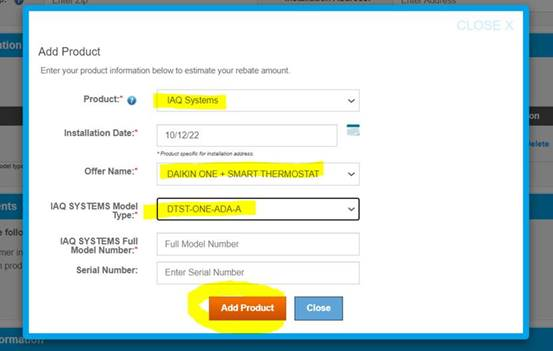 Enter Zip
Installation Address:*
Enter Address
CLOSE X
Add Product
Enter your product information below to estimate your rebate amount.
Product:* ? IAQ Systems
Installation Date:* 10/12/22
* Product specific for installation address.
Offer Name:* DAIKIN ONE + SMART THERMOSTAT
IAQ SYSTEMS Model
Type:* DTST-ONE-ADA-A
IAQ SYSTEMS Full
Model Number:* Full Model Number
Serial Number: Enter Serial Number
Add Product Close